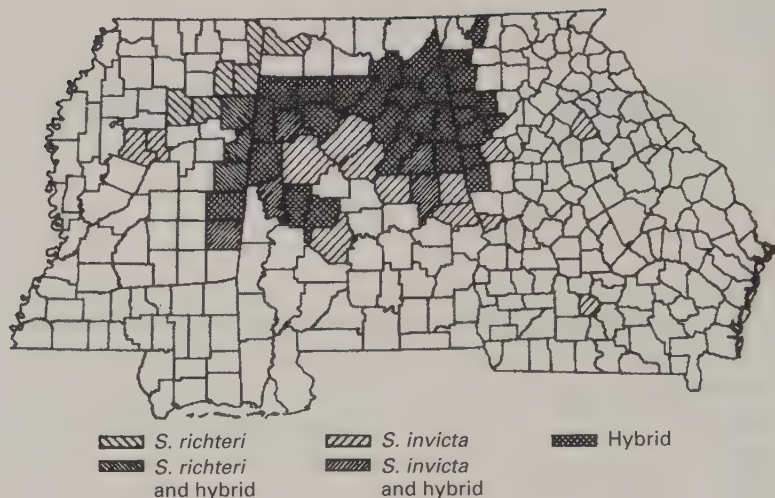 S. richteri
S. invicta
Hybrid
S. richteri
and hybrid
S. invicta
and hybrid